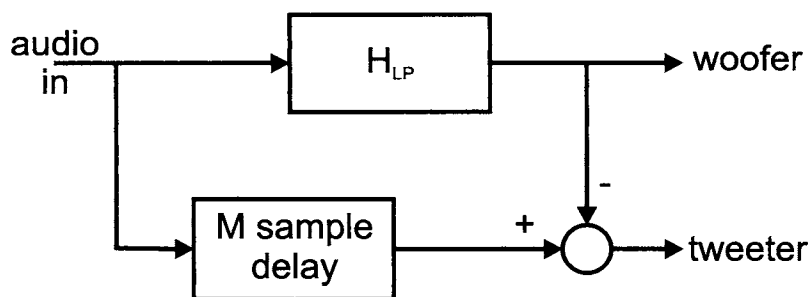 audio
in
H_LP
woofer
-
M sample
delay
+
tweeter